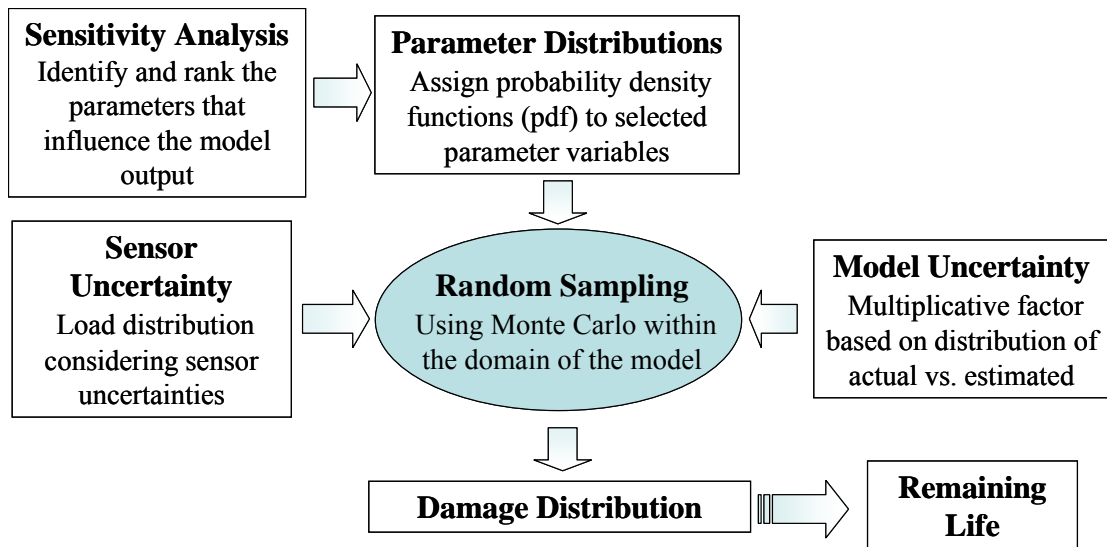 Sensitivity Analysis
Identify and rank the
parameters that
influence the model
output
Parameter Distributions
Assign probability density
functions (pdf) to selected
parameter variables
Sensor
Uncertainty
Load distribution
considering sensor
uncertainties
Random Sampling
Using Monte Carlo within
the domain of the model
Model Uncertainty
Multiplicative factor
based on distribution of
actual vs. estimated
Damage Distribution
Remaining
Life